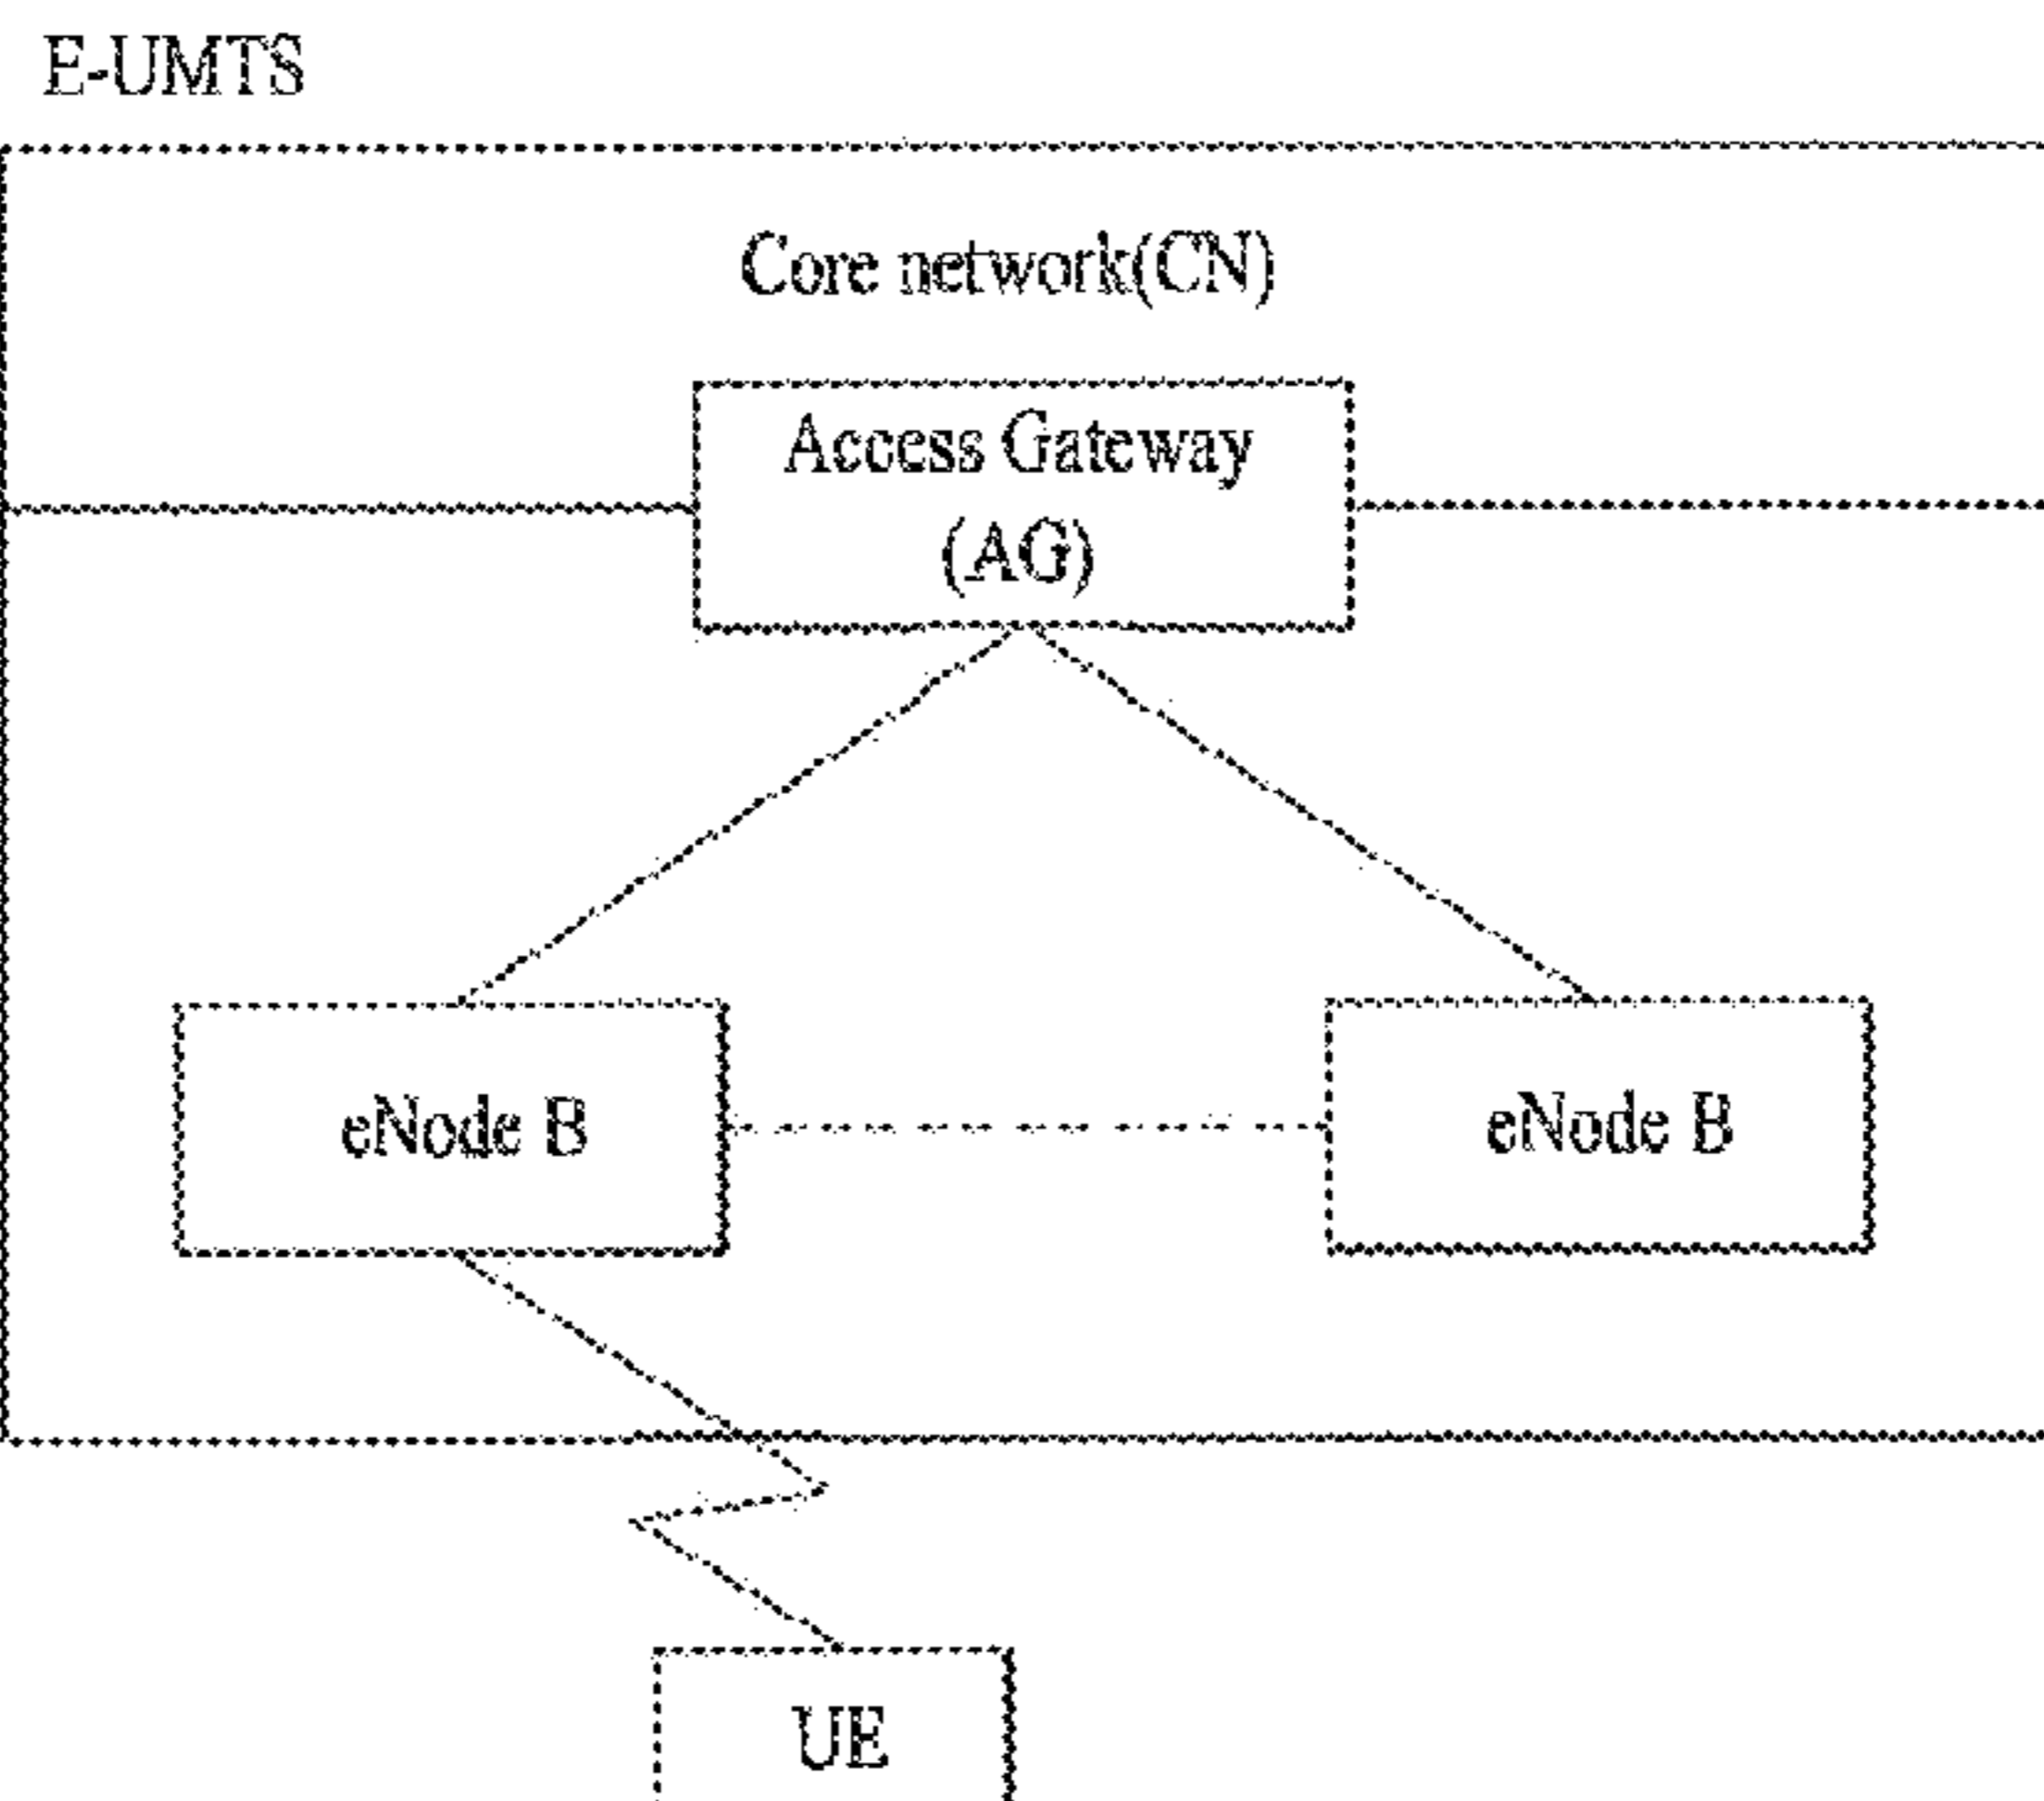 E-UMTS
Core network(CN)
Access Gateway
(AG)
eNode B
eNode B
UE